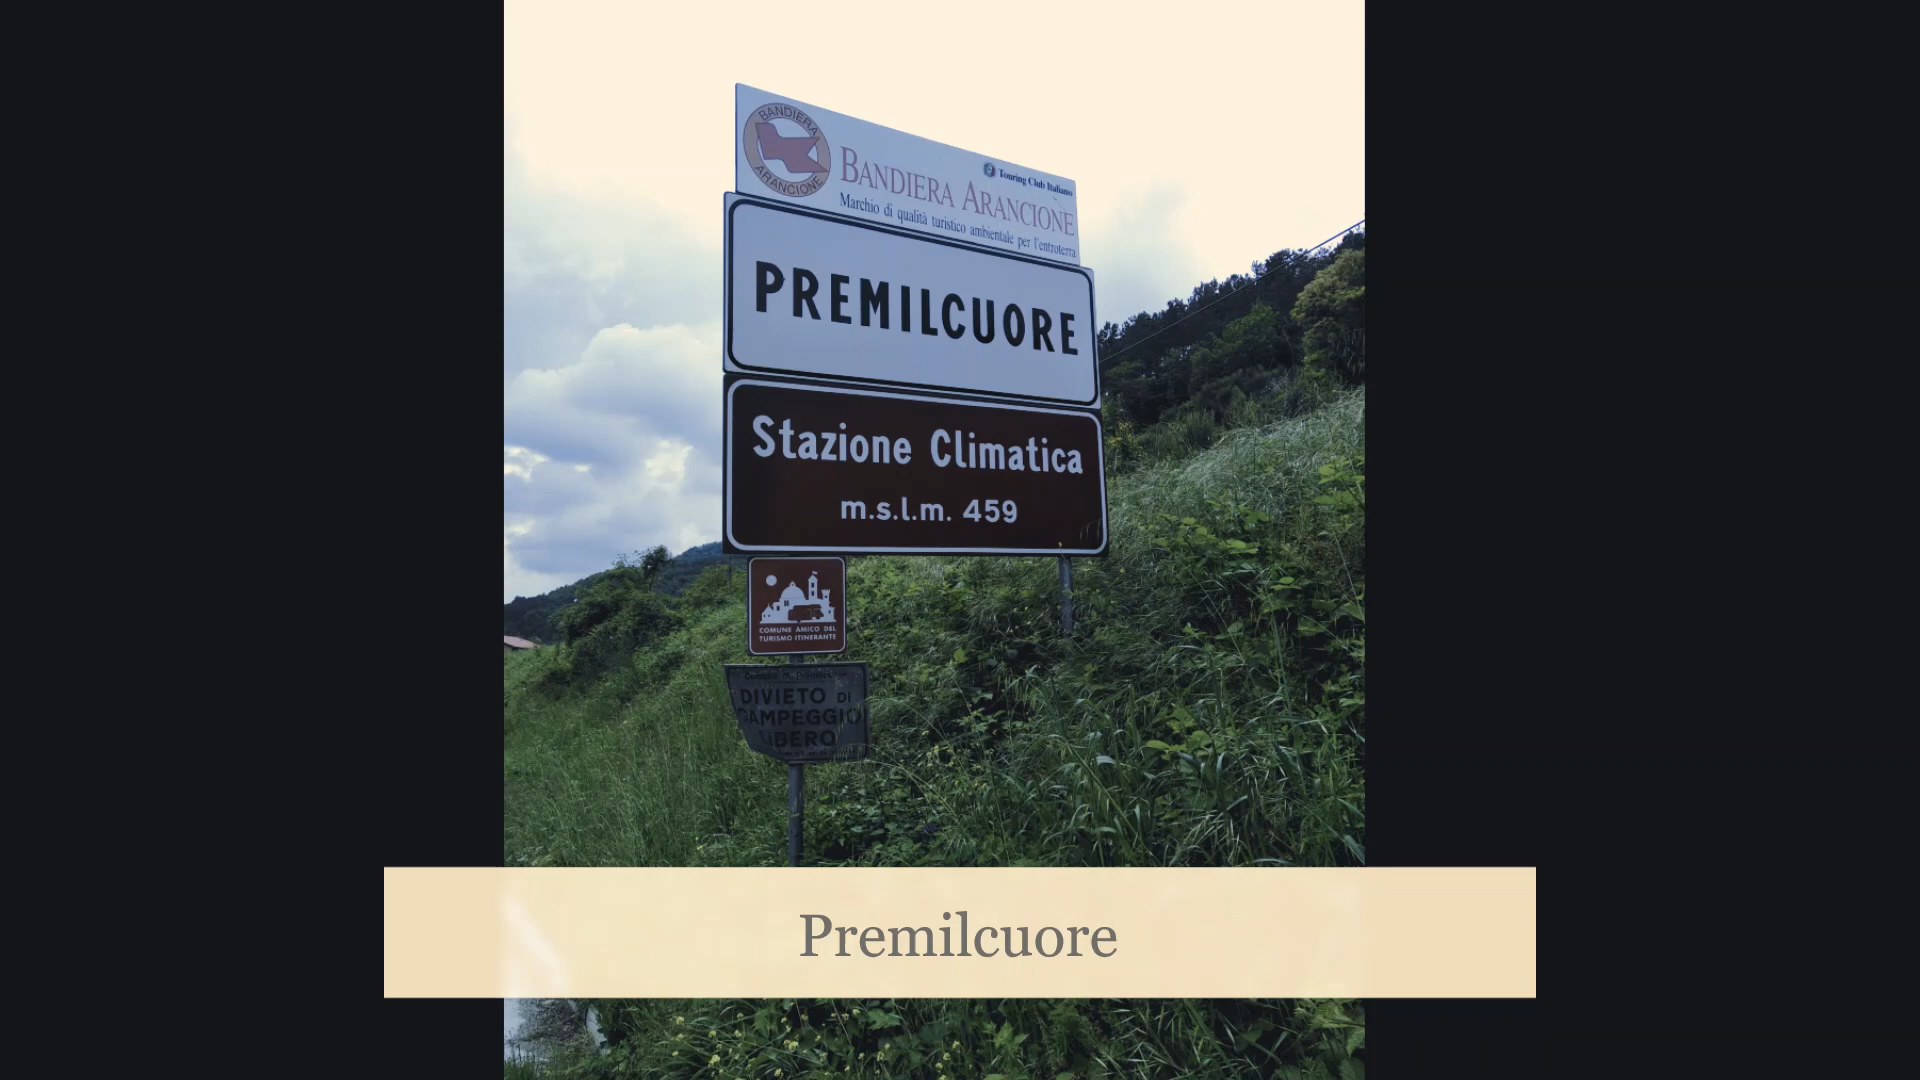 BANDIERA
ARANCIONE
Touring Club Italiano
BANDIERA ARANCIONE
Marchio di qualità turistico ambientale per l'entroterra
PREMILCUORE
Stazione Climatica
m.s.l.m. 459
COMUNE AMICO DEL
TURISMO ITINERANTE
DIVIETO DI
CAMPEGGIO
LIBERO
Premilcuore